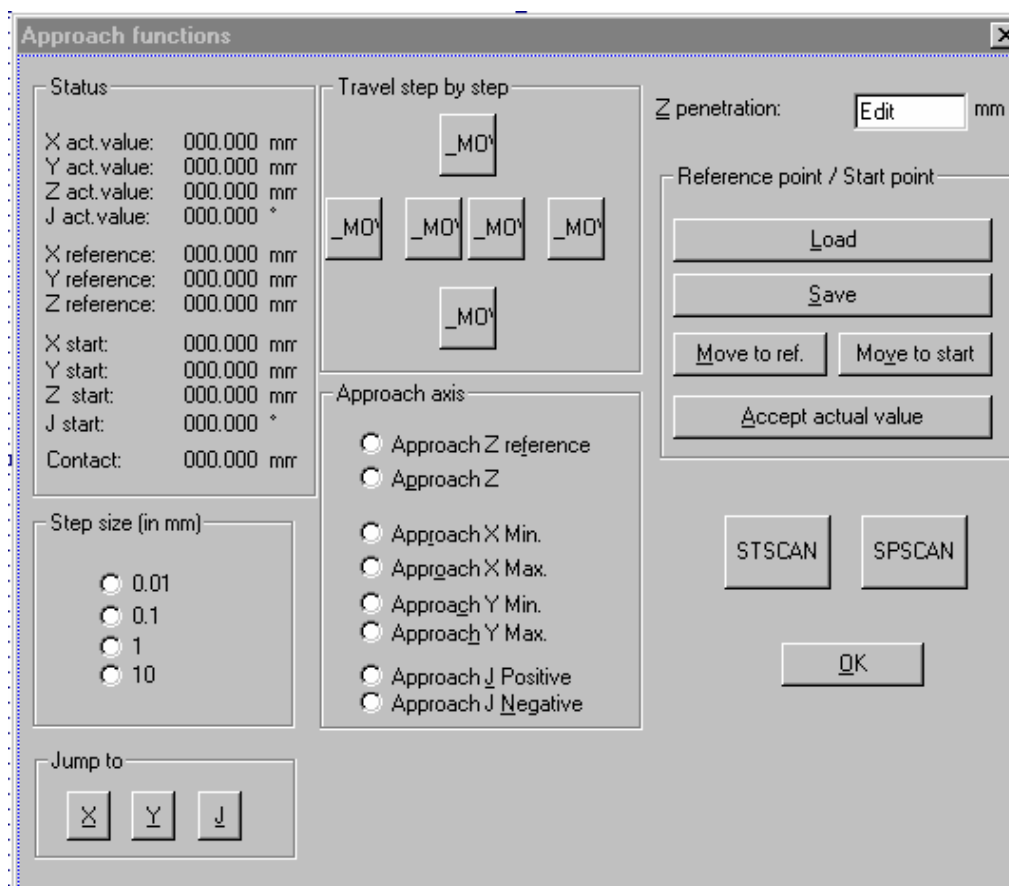 Approach functions
Status
X act.value: 000.000 mm
Y act.value: 000.000 mm
Z act.value: 000.000 mm
J act.value: 000.000 °
X reference: 000.000 mm
Y reference: 000.000 mm
Z reference: 000.000 mm
X start: 000.000 mm
Y start: 000.000 mm
Z start: 000.000 mm
J start: 000.000 °
Contact: 000.000 mm
Step size (in mm)
0.01
0.1
1
10
Jump to
X Y J
Travel step by step
_MO
_MO _MO _MO _MO
_MO
Approach axis
Approach Z reference
Approach Z
Approach X Min.
Approach X Max.
Approach Y Min.
Approach Y Max.
Approach J Positive
Approach J Negative
Z penetration: Edit mm
Reference point / Start point
Load
Save
Move to ref. Move to start
Accept actual value
STSCAN SPSCAN
OK